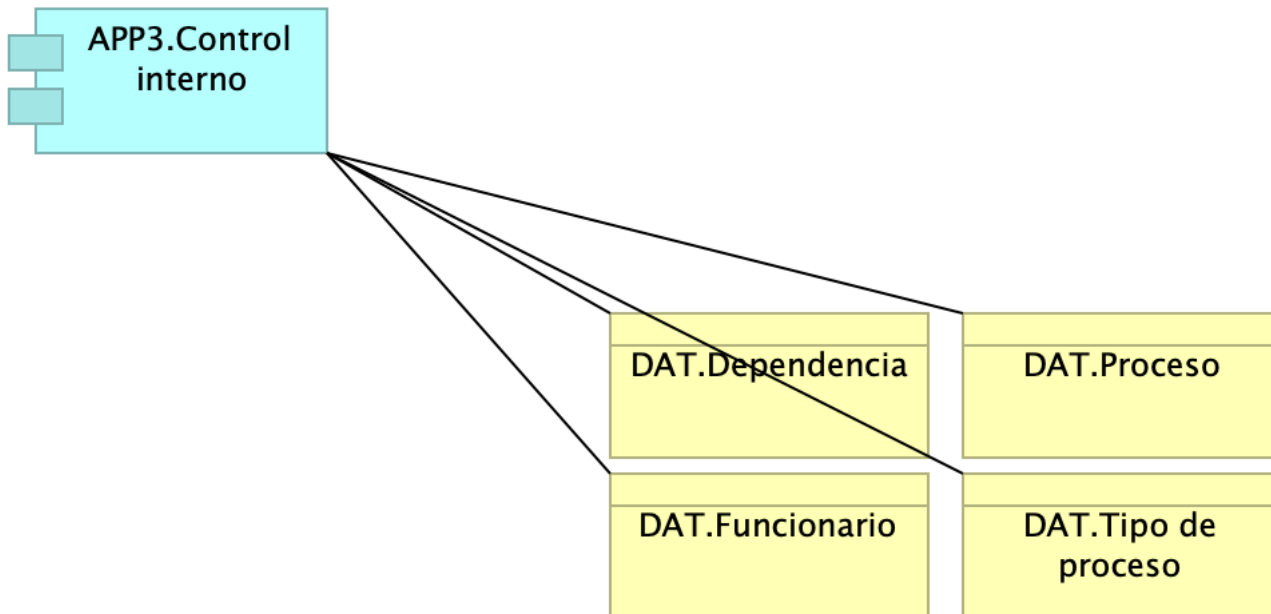 APP3.Control
interno
DAT.Dependencia
DAT.Proceso
DAT.Funcionario
DAT.Tipo de
proceso